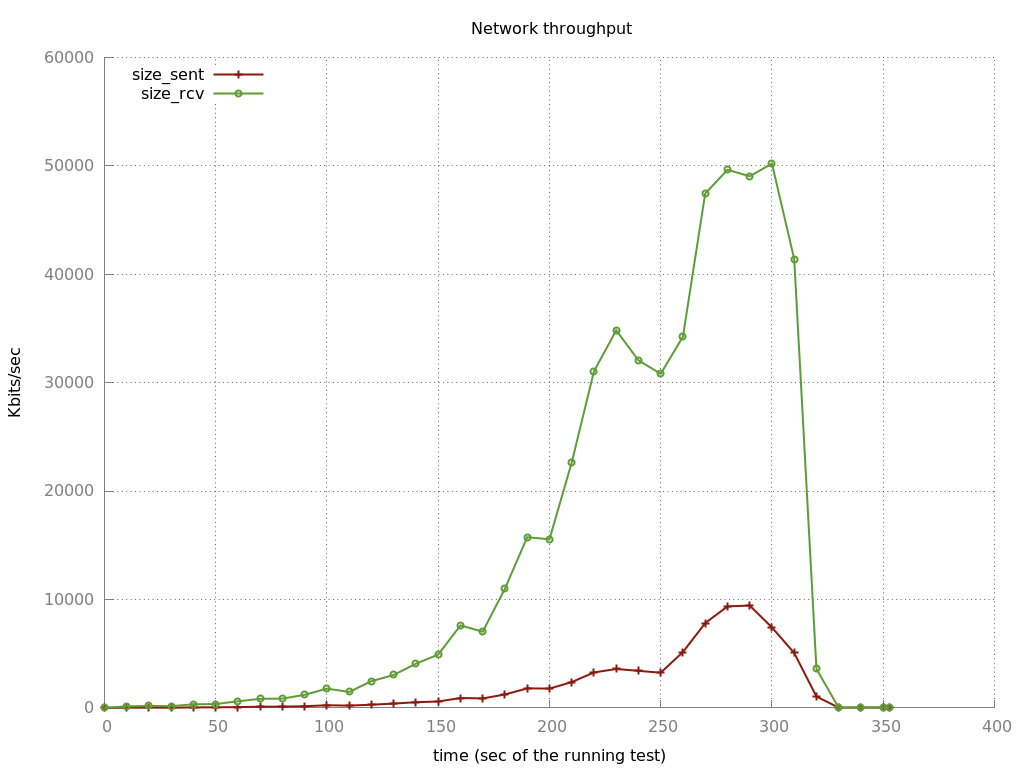 Network throughput
60000
size_sent
size_rcv
50000
40000
30000
20000
10000
0
Kbits/sec
0 50 100 150 200 250 300 350 400
time (sec of the running test)